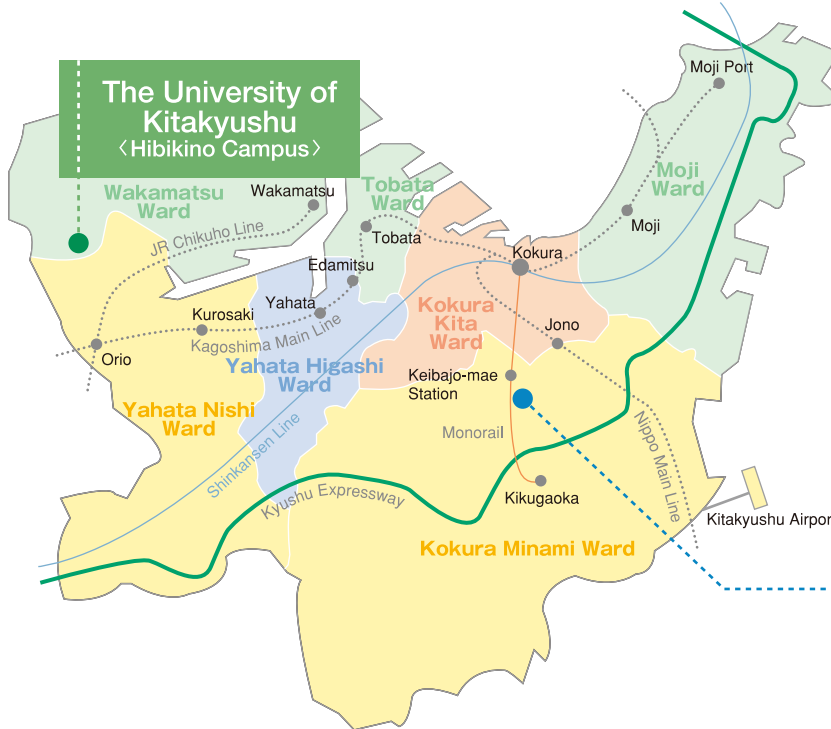 The University of
Kitakyushu
〈Hibikino Campus〉
Moji Port
Moji
Ward
Moji
Wakamatsu
Ward
Wakamatsu
JR Chikuho Line
Tobata
Ward
Tobata
Edamitsu
Kokura
Yahata
Kurosaki
Kagoshima Main Line
Orio
Kokura
Kita
Ward
Jono
Yahata Higashi
Ward
Keibajo-mae
Station
Yahata Nishi
Ward
Monorail
Shinkansen Line
Nippo Main Line
Kyushu Expressway
Kikugaoka
Kitakyushu Airport
Kokura Minami Ward